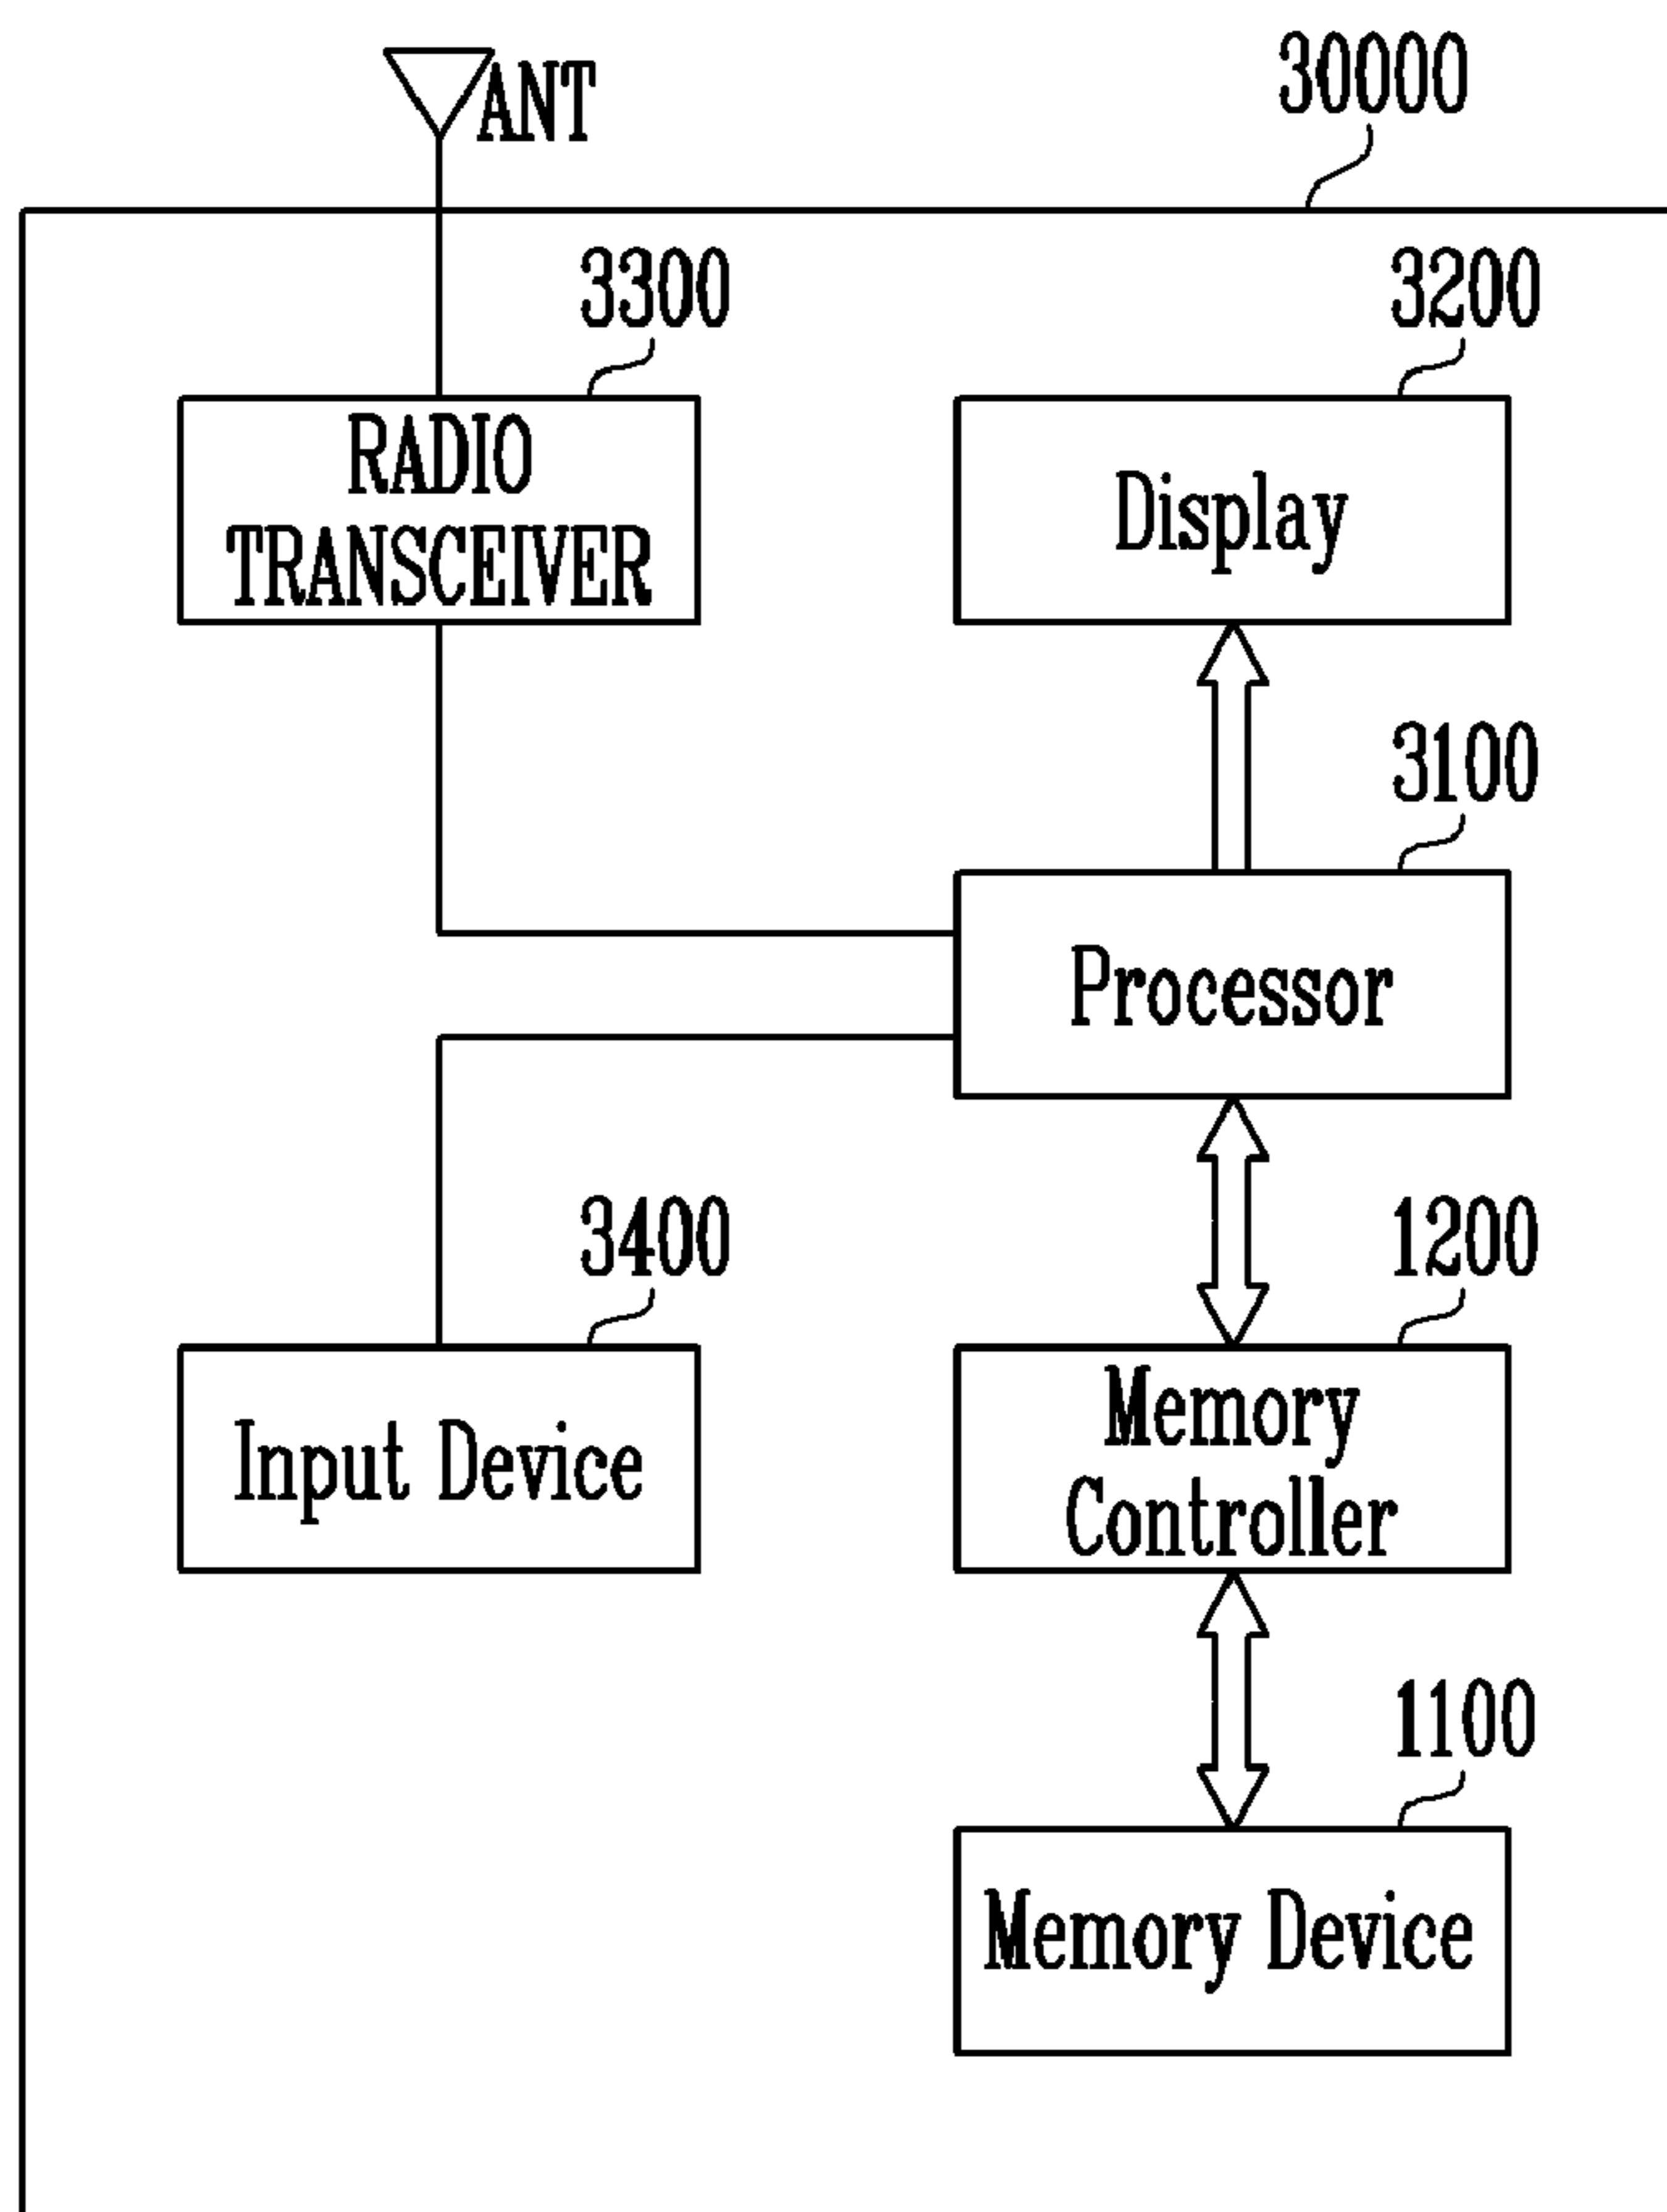 ANT
30000
3300
3200
RADIO
TRANSCEIVER
Display
3100
Processor
3400
1200
Input Device
Memory
Controller
1100
Memory Device